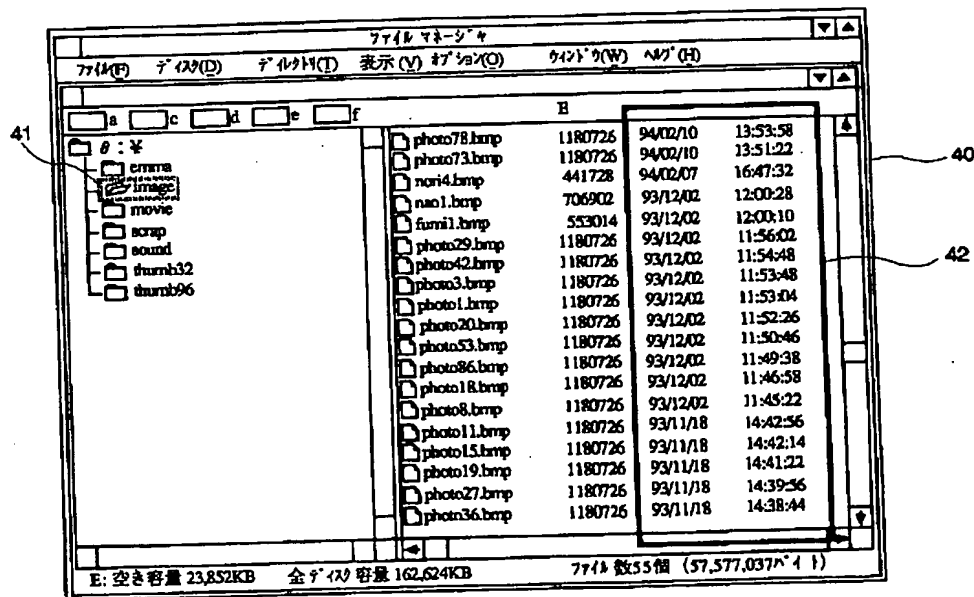 ファイル マネージャ
ファイル(F) ディスク(D) ディレクトリ(T) 表示(V) オプション(O) ウィンドウ(W) ヘルプ(H)
a c d e f E
41
θ:¥
emma
image
movie
scrap
sound
thumb32
thumb96
photo78.bmp 1180726 94/02/10 13:53:58
photo73.bmp 1180726 94/02/10 13:51:22
nori4.bmp 441728 94/02/07 16:47:32
nao1.bmp 706902 93/12/02 12:00:28
fumi1.bmp 553014 93/12/02 12:00:10
photo29.bmp 1180726 93/12/02 11:56:02
photo42.bmp 1180726 93/12/02 11:54:48
photo3.bmp 1180726 93/12/02 11:53:48
photo1.bmp 1180726 93/12/02 11:53:04
photo20.bmp 1180726 93/12/02 11:52:26
photo53.bmp 1180726 93/12/02 11:50:46
photo86.bmp 1180726 93/12/02 11:49:38
photo18.bmp 1180726 93/12/02 11:46:58
photo8.bmp 1180726 93/12/02 11:45:22
photo11.bmp 1180726 93/11/18 14:42:56
photo15.bmp 1180726 93/11/18 14:42:14
photo19.bmp 1180726 93/11/18 14:41:22
photo27.bmp 1180726 93/11/18 14:39:56
photo36.bmp 1180726 93/11/18 14:38:44
40
42
E: 空き容量 23,852KB 全ディスク容量 162,624KB ファイル数55個 (57,577,037バイト)